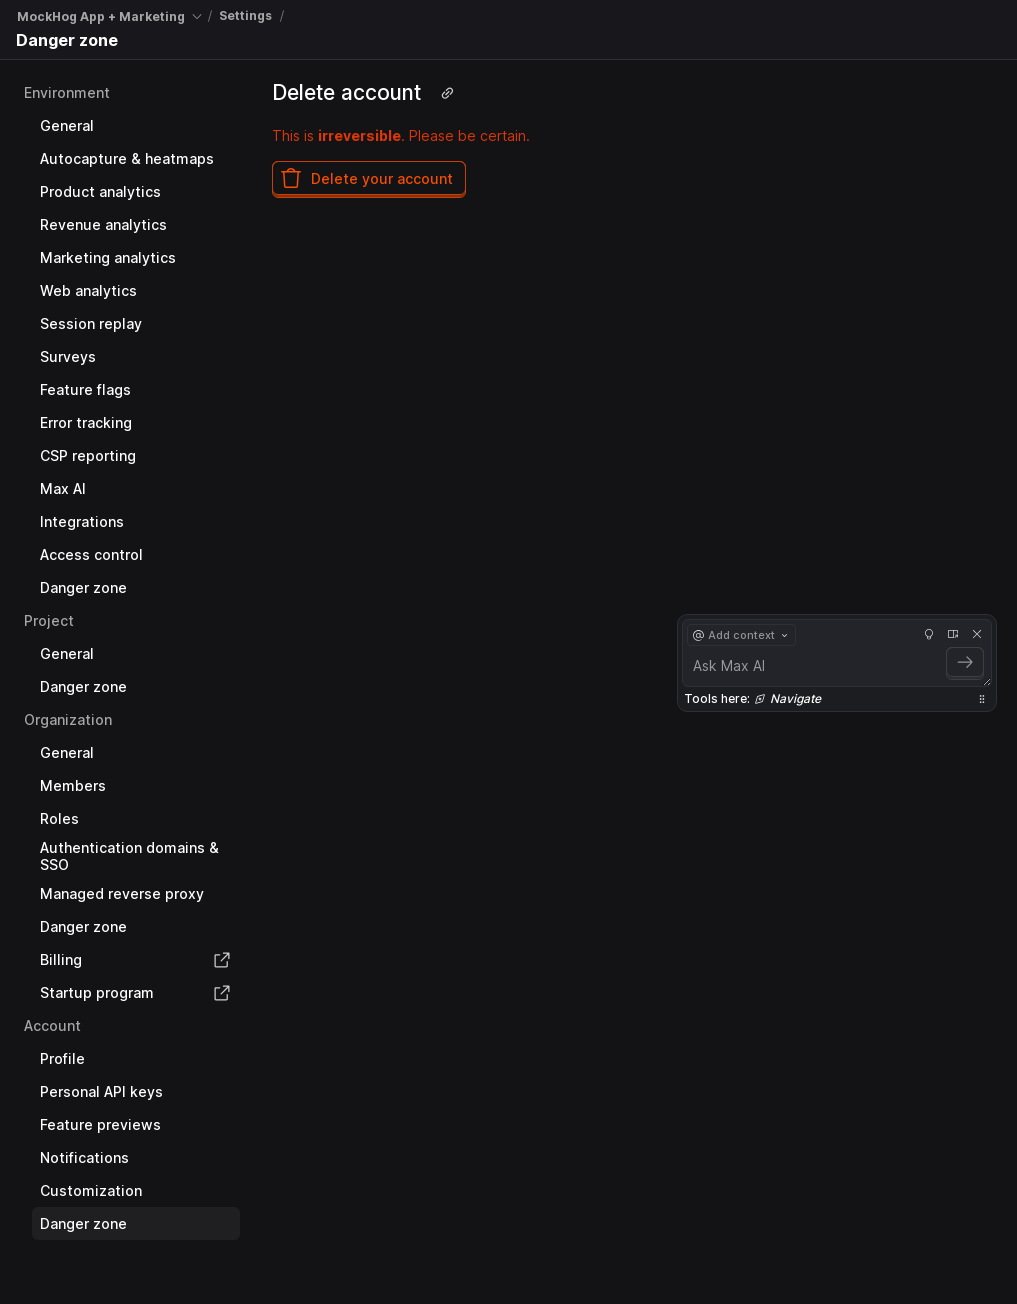 MockHog App + Marketing / Settings /
Danger zone
Environment
General
Autocapture & heatmaps
Product analytics
Revenue analytics
Marketing analytics
Web analytics
Session replay
Surveys
Feature flags
Error tracking
CSP reporting
Max AI
Integrations
Access control
Danger zone
Project
General
Danger zone
Organization
General
Members
Roles
Authentication domains &
SSO
Managed reverse proxy
Danger zone
Billing
Startup program
Account
Profile
Personal API keys
Feature previews
Notifications
Customization
Danger zone
Delete account
This is irreversible. Please be certain.
Delete your account
@ Add context
Ask Max AI
Tools here: Navigate